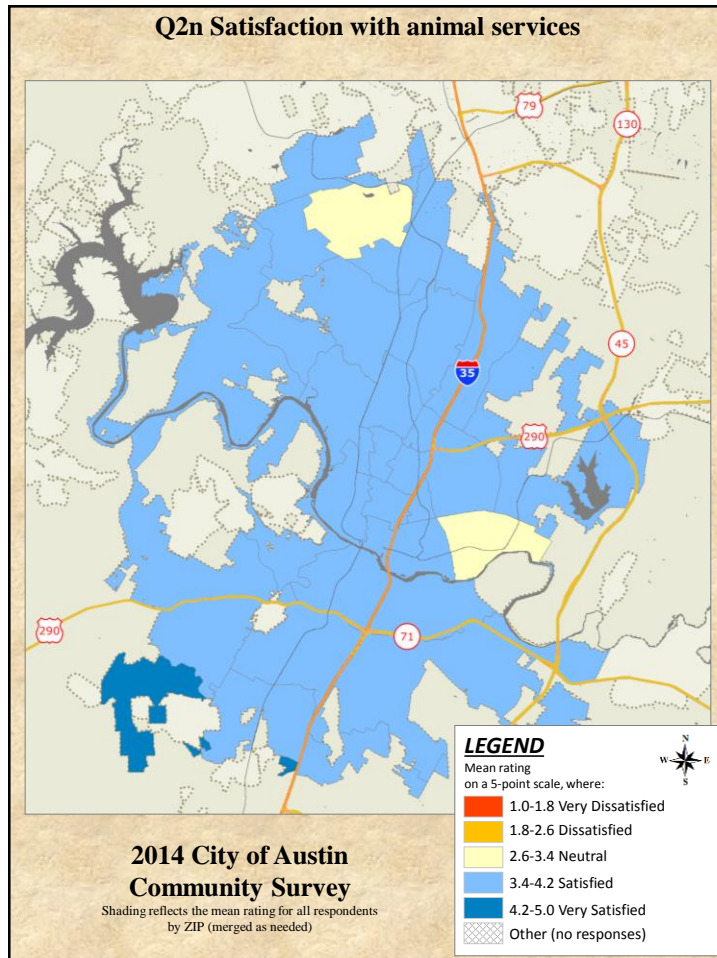 Q2n Satisfaction with animal services
79
130
45
35
290
290
71
LEGEND
Mean rating
on a 5-point scale, where:
N
W
E
S
1.0-1.8 Very Dissatisfied
1.8-2.6 Dissatisfied
2.6-3.4 Neutral
3.4-4.2 Satisfied
4.2-5.0 Very Satisfied
Other (no responses)
2014 City of Austin
Community Survey
Shading reflects the mean rating for all respondents
by ZIP (merged as needed)